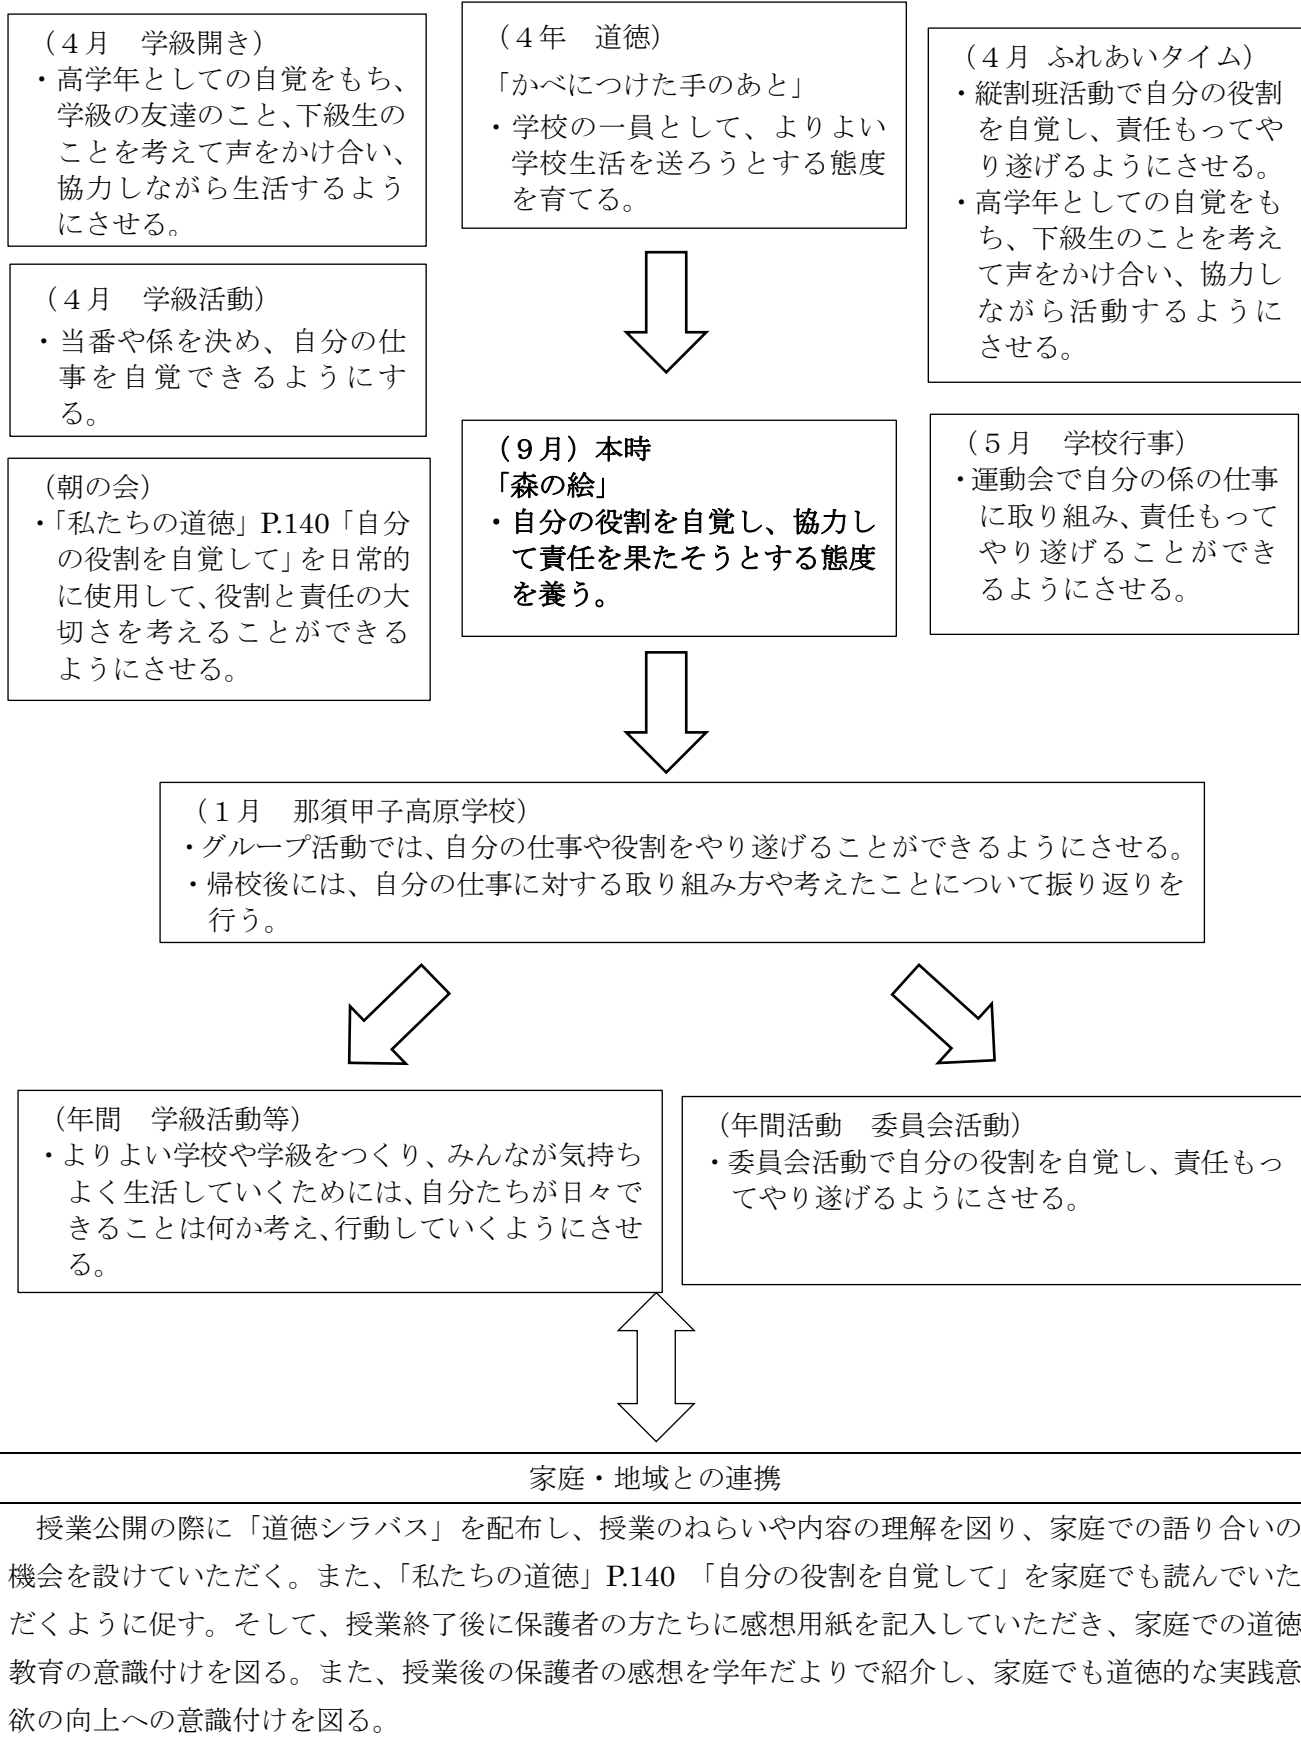 （４月　学級開き）
・高学年としての自覚をもち、
学級の友達のこと、下級生の
ことを考えて声をかけ合い、
協力しながら生活するよう
にさせる。
（４月　学級活動）
・当番や係を決め、自分の仕
事を自覚できるようにす
る。
（朝の会）
・「私たちの道徳」P.140「自分
の役割を自覚して」を日常的
に使用して、役割と責任の大
切さを考えることができる
ようにさせる。
（４年　道徳）
「かべにつけた手のあと」
・学校の一員として、よりよい
学校生活を送ろうとする態度
を育てる。
（９月）本時
「森の絵」
・自分の役割を自覚し、協力し
て責任を果たそうとする態度
を養う。
（４月 ふれあいタイム）
・縦割班活動で自分の役割
を自覚し、責任もってや
り遂げるようにさせる。
・高学年としての自覚をも
ち、下級生のことを考え
て声をかけ合い、協力し
ながら活動するように
させる。
（５月　学校行事）
・運動会で自分の係の仕事
に取り組み、責任もって
やり遂げることができ
るようにさせる。
（１月　那須甲子高原学校）
・グループ活動では、自分の仕事や役割をやり遂げることができるようにさせる。
・帰校後には、自分の仕事に対する取り組み方や考えたことについて振り返りを
行う。
（年間　学級活動等）
・よりよい学校や学級をつくり、みんなが気持ち
よく生活していくためには、自分たちが日々で
きることは何か考え、行動していくようにさせ
る。
（年間活動　委員会活動）
・委員会活動で自分の役割を自覚し、責任もっ
てやり遂げるようにさせる。
家庭・地域との連携
授業公開の際に「道徳シラバス」を配布し、授業のねらいや内容の理解を図り、家庭での語り合いの
機会を設けていただく。また、「私たちの道徳」P.140　「自分の役割を自覚して」を家庭でも読んでいた
だくように促す。そして、授業終了後に保護者の方たちに感想用紙を記入していただき、家庭での道徳
教育の意識付けを図る。また、授業後の保護者の感想を学年だよりで紹介し、家庭でも道徳的な実践意
欲の向上への意識付けを図る。